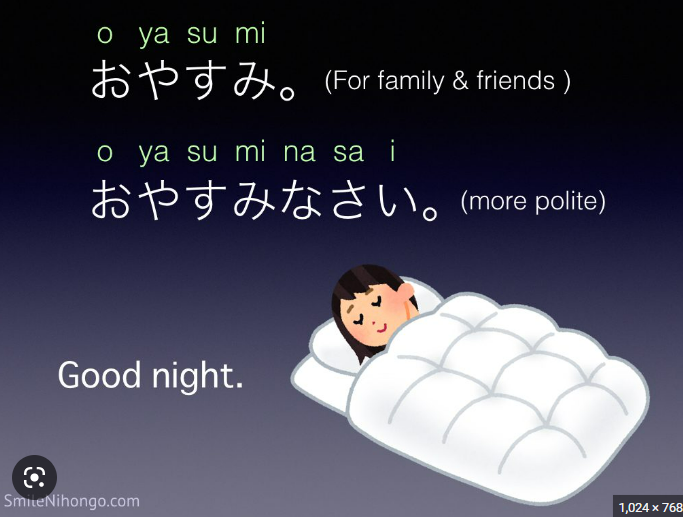 o ya su mi
おやすみ。 (For family & friends )
o ya su mi na sa i
おやすみなさい。 (more polite)
Good night.
SmileNihongo.com
1,024 × 768